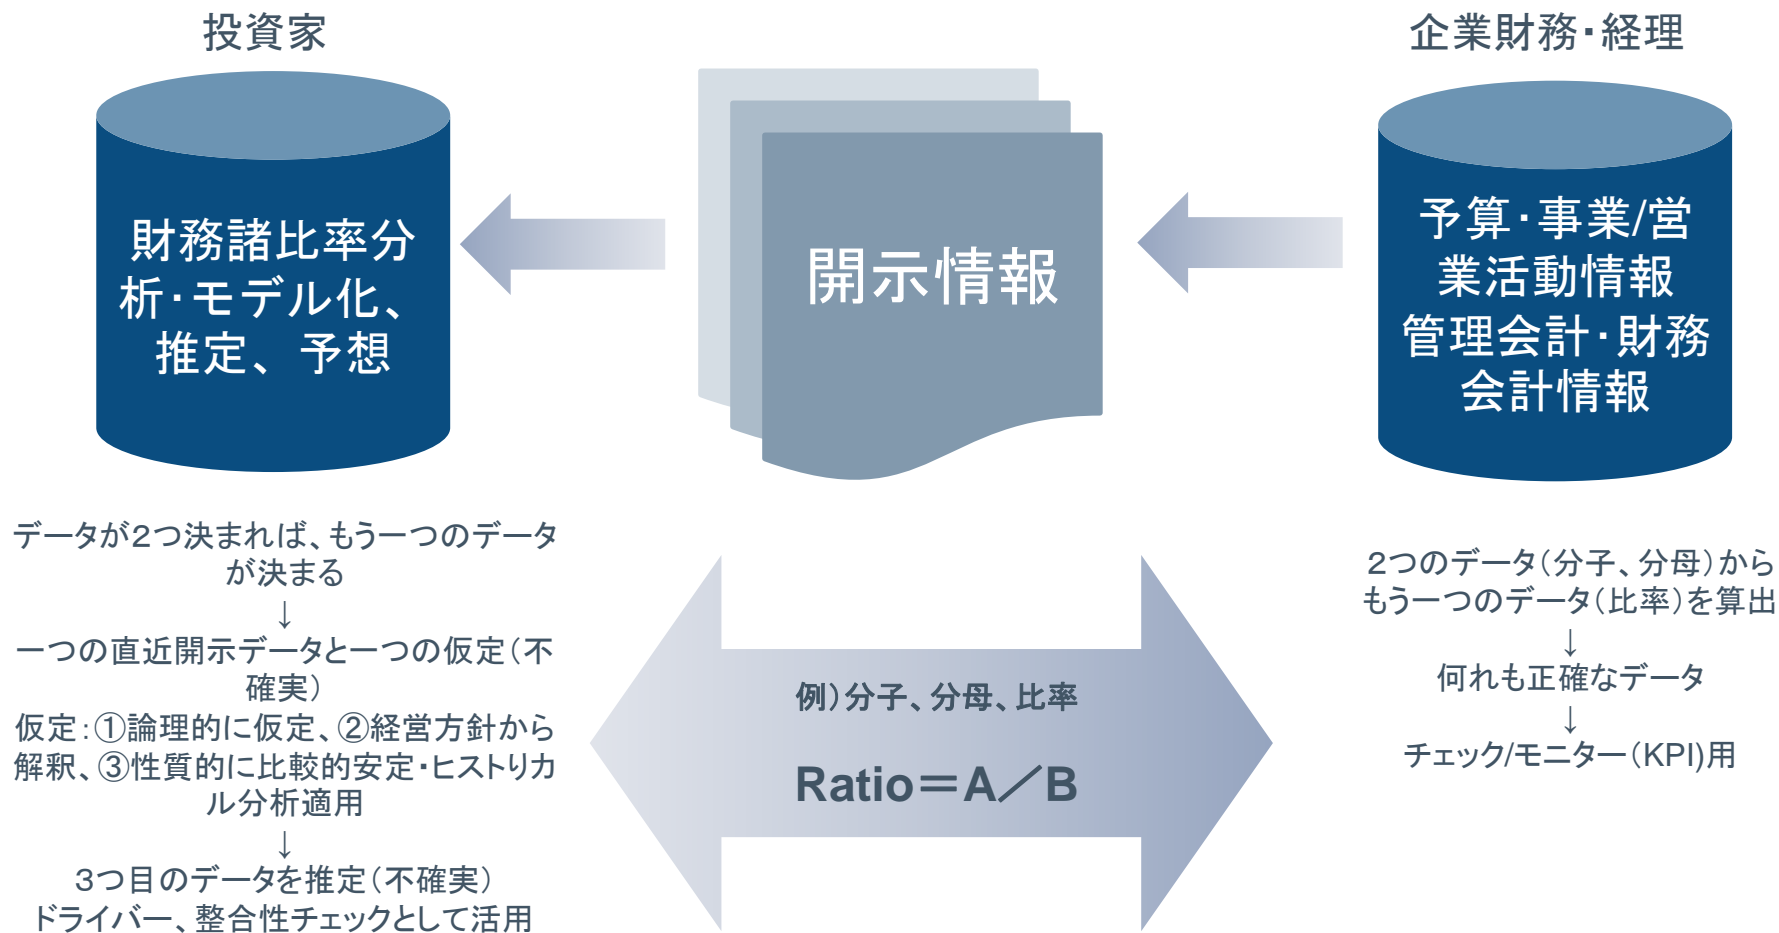 投資家
企業財務・経理
財務諸比率分
析・モデル化、
推定、予想
開示情報
予算・事業/営
業活動情報
管理会計・財務
会計情報
データが2つ決まれば、もう一つのデータ
が決まる
↓
一つの直近開示データと一つの仮定(不
確実)
仮定:①論理的に仮定、②経営方針から
解釈、③性質的に比較的安定・ヒストリカ
ル分析適用
↓
3つ目のデータを推定(不確実)
ドライバー、整合性チェックとして活用
例)分子、分母、比率
Ratio=A/B
2つのデータ(分子、分母)から
もう一つのデータ(比率)を算出
↓
何れも正確なデータ
↓
チェック/モニター(KPI)用